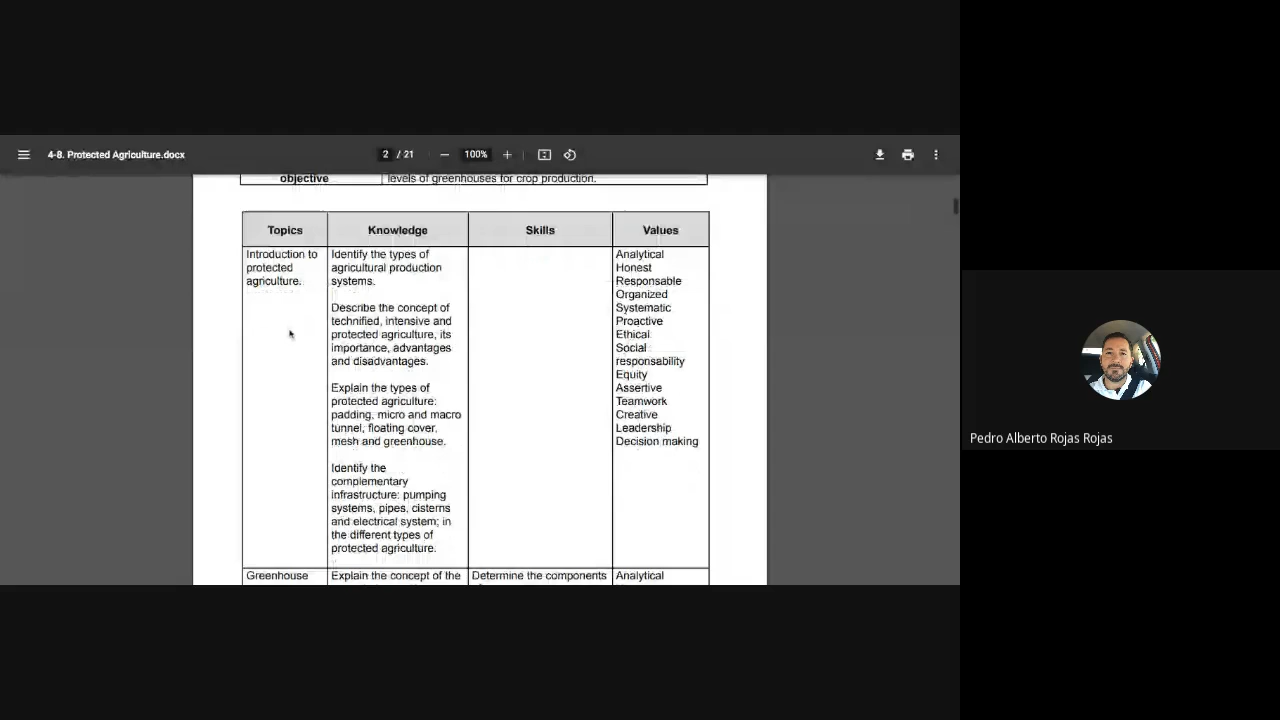 4-8. Protected Agriculture.docx
2 / 21
100%
objective
levels of greenhouses for crop production.
Topics
Knowledge
Skills
Values
Introduction to
protected
agriculture.
Identify the types of
agricultural production
systems.
Describe the concept of
technified, intensive and
protected agriculture, its
importance, advantages
and disadvantages.
Explain the types of
protected agriculture:
padding, micro and macro
tunnel, floating cover,
mesh and greenhouse.
Identify the
complementary
infrastructure: pumping
systems, pipes, cisterns
and electrical system; in
the different types of
protected agriculture.
Analytical
Honest
Responsable
Organized
Systematic
Proactive
Ethical
Social
responsability
Equity
Assertive
Teamwork
Creative
Leadership
Decision making
Greenhouse
Explain the concept of the
Determine the components
Analytical
Pedro Alberto Rojas Rojas